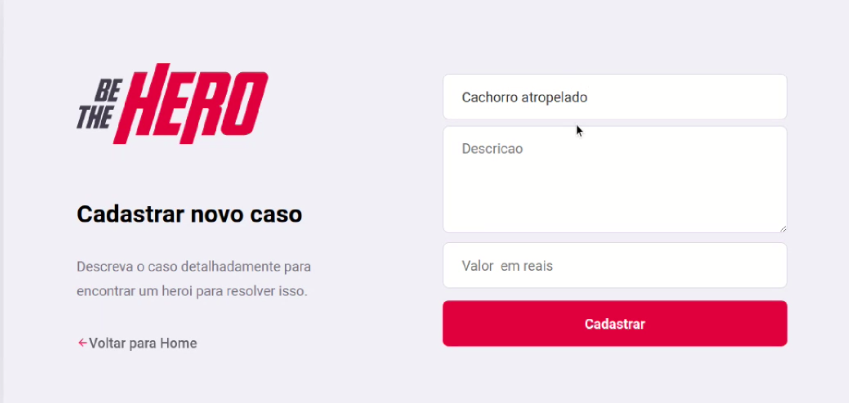 BE
THE HERO
Cadastrar novo caso
Descreva o caso detalhadamente para
encontrar um heroi para resolver isso.
←Voltar para Home
Cachorro atropelado
Descricao
Valor  em reais
Cadastrar